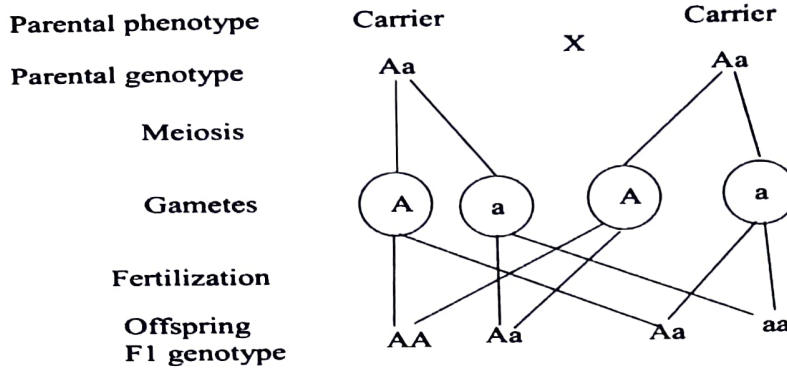 Parental phenotype Carrier X Carrier
Parental genotype Aa Aa
Meiosis
Gametes A a A a
Fertilization
Offspring
F1 genotype AA Aa Aa aa